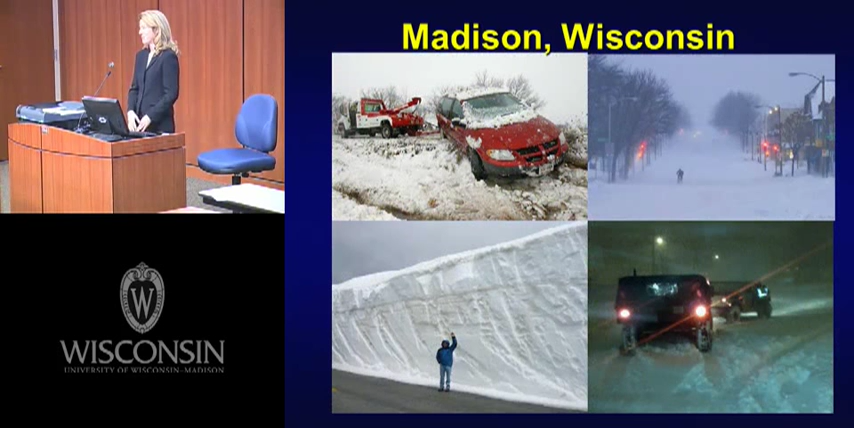 Madison, Wisconsin
W
WISCONSIN
UNIVERSITY OF WISCONSIN–MADISON